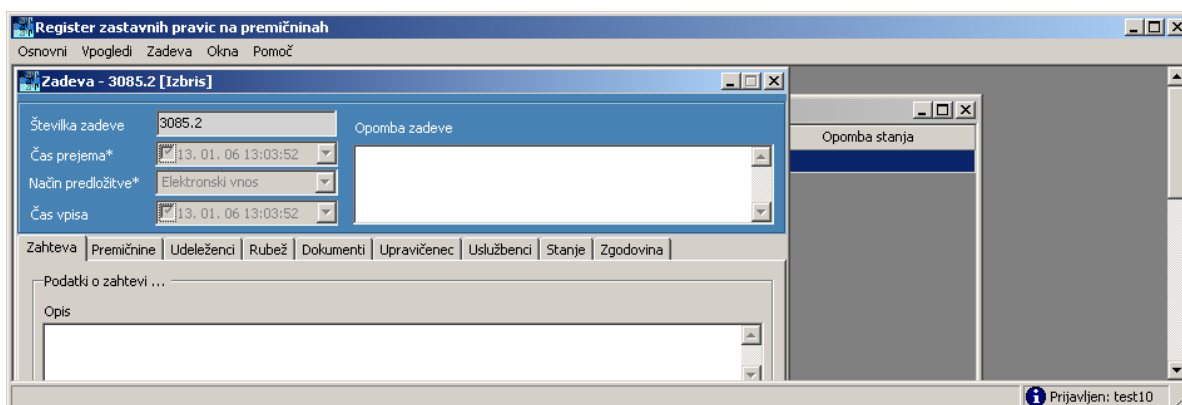 Register zastavnih pravic na premičninah
Osnovni Vpogledi Zadeva Okna Pomoč
Zadeva - 3085.2 [Izbris]
Številka zadeve 3085.2 Opomba zadeve
Opomba stanja
Čas prejema* 13. 01. 06 13:03:52
Način predložitve* Elektronski vnos
Čas vpisa 13. 01. 06 13:03:52
Zahteva Premičnine Udeleženci Rubež Dokumenti Upravičenec Uslužbenci Stanje Zgodovina
Podatki o zahtevi ...
Opis
Prijavljen: test10